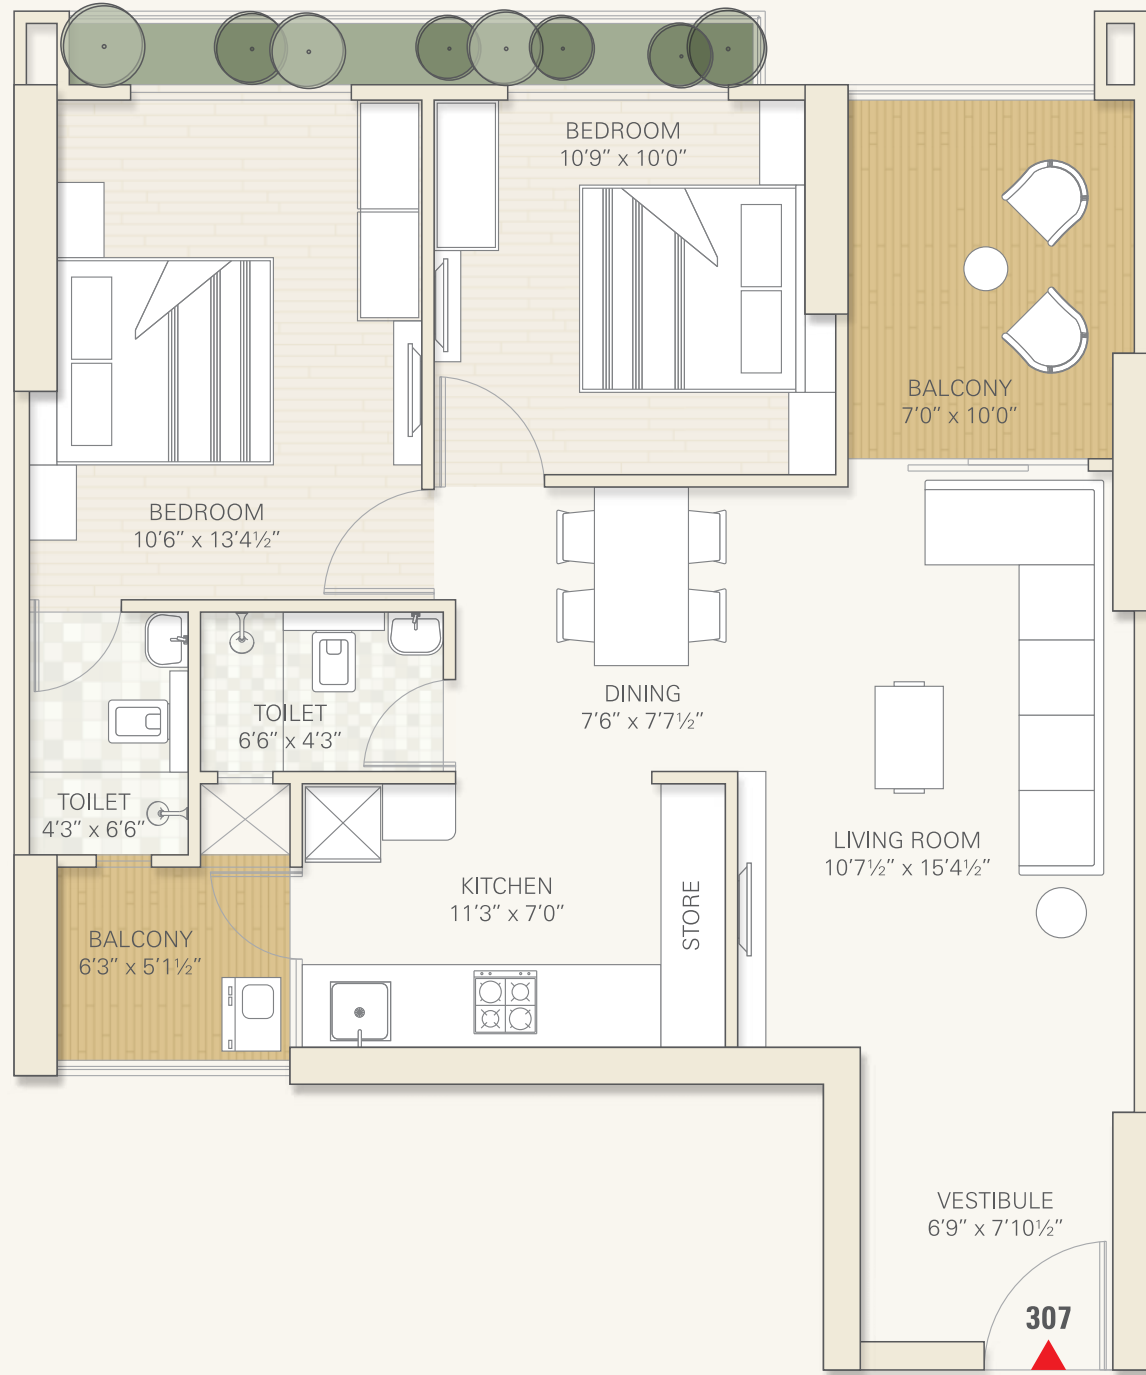 BEDROOM
10’9” x 10’0”
BALCONY
7’0” x 10’0”
BEDROOM
10’6” x 13’4½”
DINING
7’6” x 7’7½”
TOILET
6’6” x 4’3”
TOILET
4’3” x 6’6”
LIVING ROOM
10’7½” x 15’4½”
KITCHEN
11’3” x 7’0”
STORE
BALCONY
6’3” x 5’1½”
VESTIBULE
6’9” x 7’10½”
307